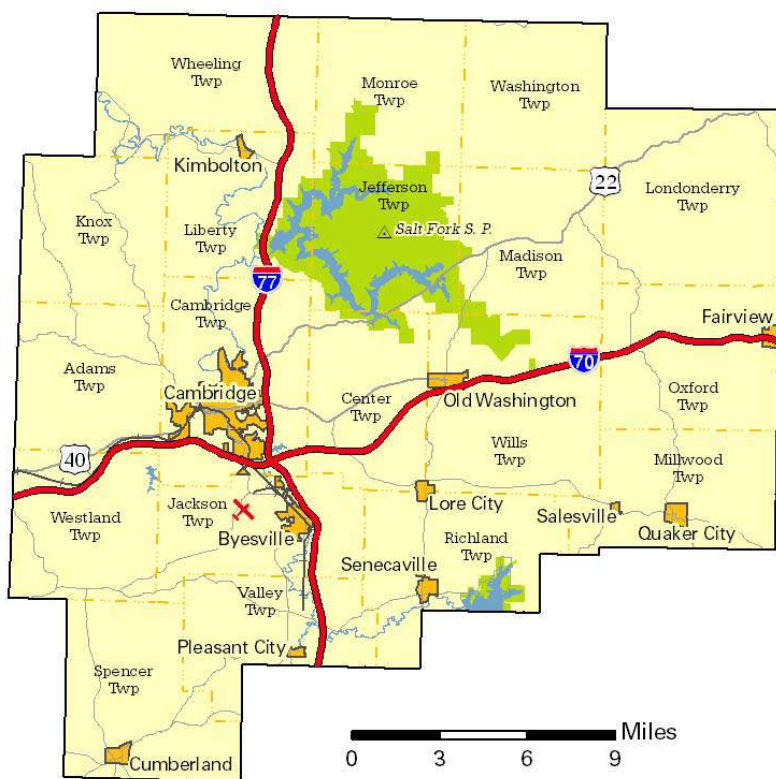 Wheeling
Twp
Monroe
Twp
Washington
Twp
Kimbolton
22
Jefferson
Twp
Londonderry
Twp
Knox
Twp
Liberty
Twp
Salt Fork S. P.
Madison
Twp
77
Cambridge
Twp
Fairview
70
Adams
Twp
Cambridge
Center
Twp
Old Washington
Oxford
Twp
40
Wills
Twp
Millwood
Twp
Westland
Twp
Jackson
Twp
Lore City
Salesville
Quaker City
Byesville
Richland
Twp
Senecaville
Valley
Twp
Pleasant City
Spencer
Twp
Cumberland
Miles
0 3 6 9